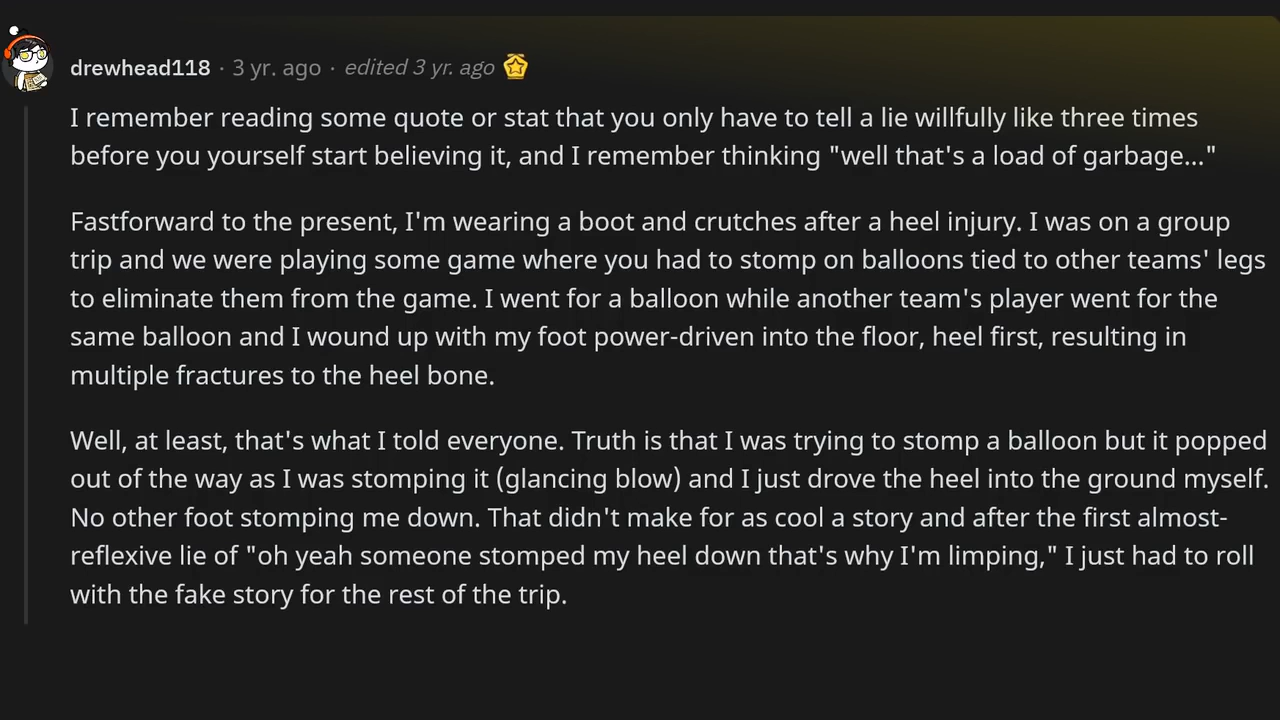 drewhead118 · 3 yr. ago · edited 3 yr. ago
I remember reading some quote or stat that you only have to tell a lie willfully like three times
before you yourself start believing it, and I remember thinking "well that's a load of garbage..."
Fastforward to the present, I'm wearing a boot and crutches after a heel injury. I was on a group
trip and we were playing some game where you had to stomp on balloons tied to other teams' legs
to eliminate them from the game. I went for a balloon while another team's player went for the
same balloon and I wound up with my foot power-driven into the floor, heel first, resulting in
multiple fractures to the heel bone.
Well, at least, that's what I told everyone. Truth is that I was trying to stomp a balloon but it popped
out of the way as I was stomping it (glancing blow) and I just drove the heel into the ground myself.
No other foot stomping me down. That didn't make for as cool a story and after the first almost-
reflexive lie of "oh yeah someone stomped my heel down that's why I'm limping," I just had to roll
with the fake story for the rest of the trip.